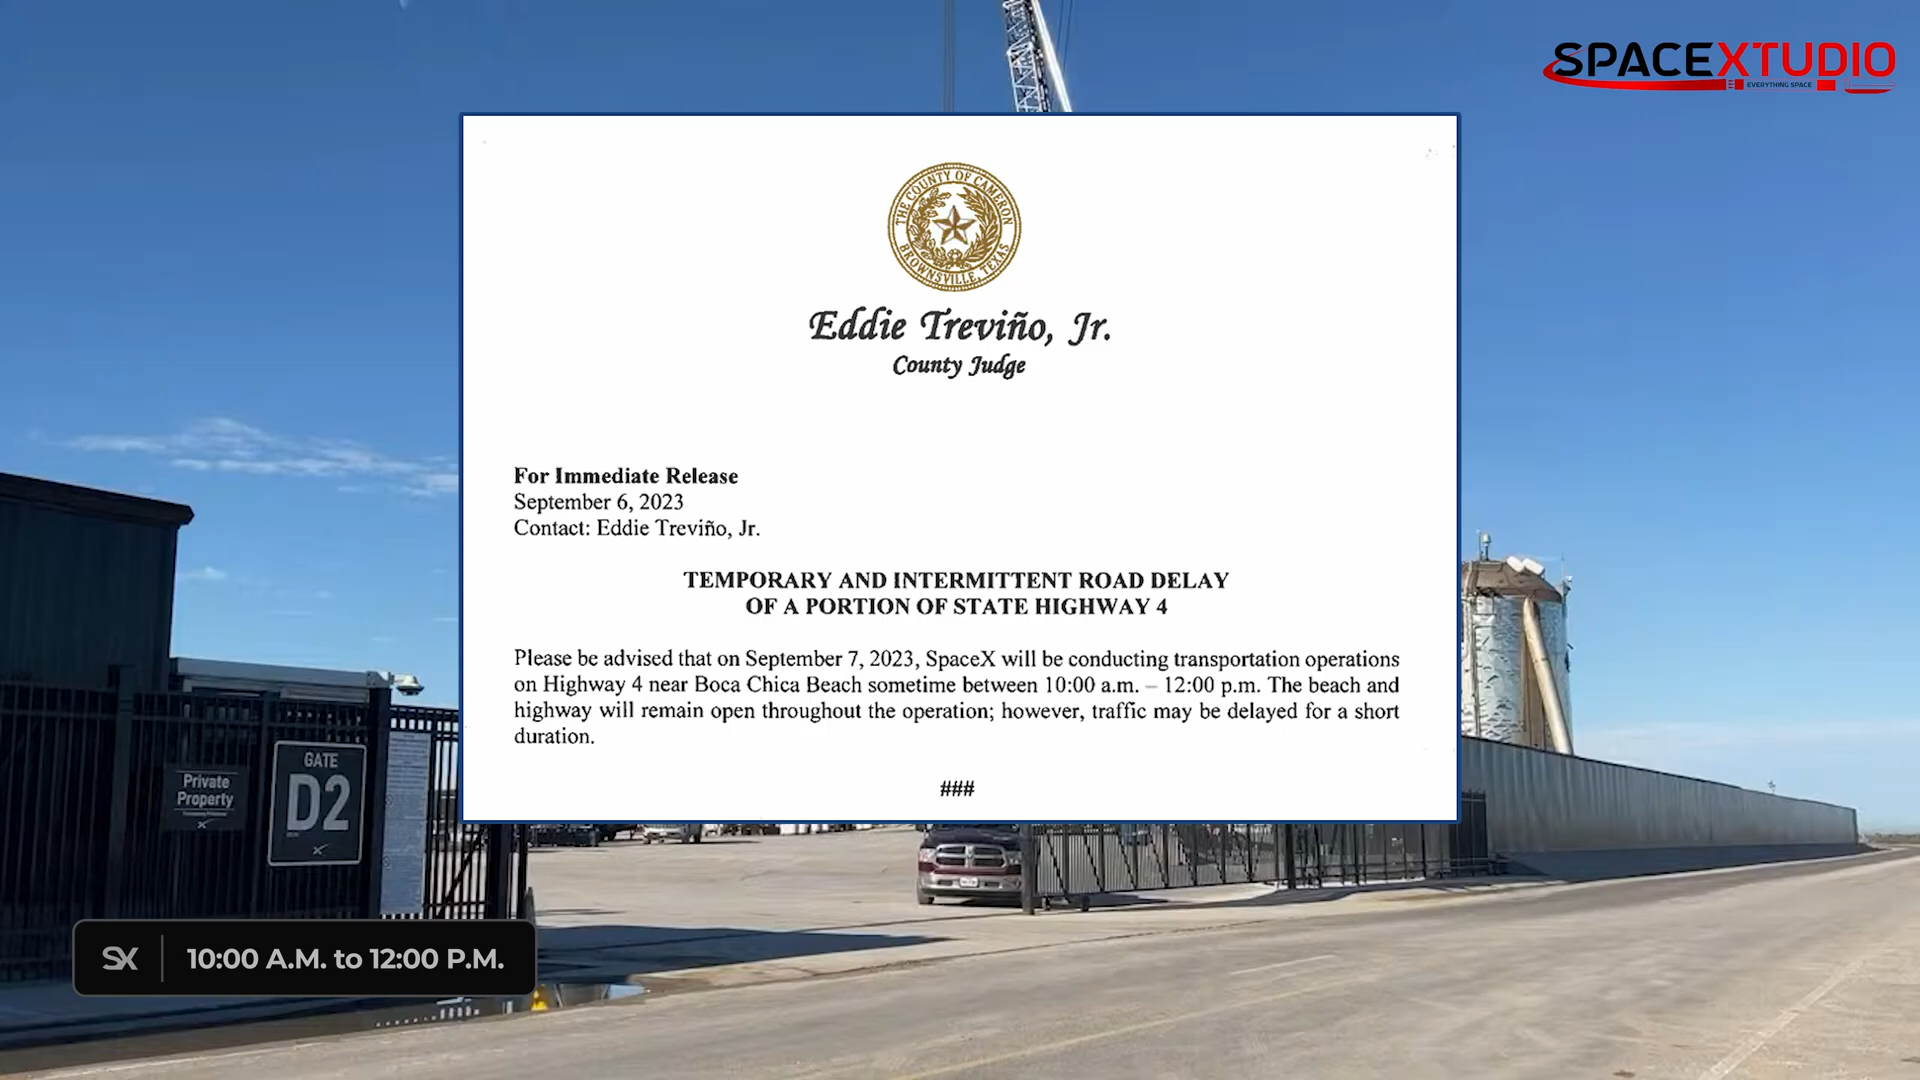 SPACEXTUDIO
EVERYTHING SPACE
THE COUNTY OF CAMERON
BROWNSVILLE, TEXAS
Eddie Treviño, Jr.
County Judge
For Immediate Release
September 6, 2023
Contact: Eddie Treviño, Jr.
TEMPORARY AND INTERMITTENT ROAD DELAY
OF A PORTION OF STATE HIGHWAY 4
Please be advised that on September 7, 2023, SpaceX will be conducting transportation operations
on Highway 4 near Boca Chica Beach sometime between 10:00 a.m. – 12:00 p.m. The beach and
highway will remain open throughout the operation; however, traffic may be delayed for a short
duration.
###
GATE
D2
Private
Property
SX
10:00 A.M. to 12:00 P.M.